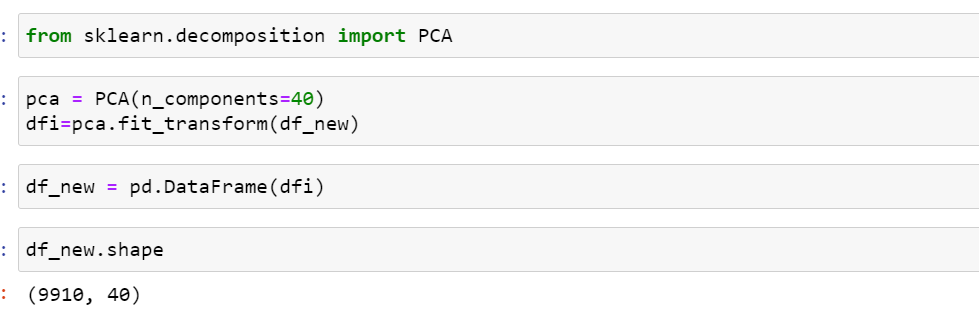 : from sklearn.decomposition import PCA
: pca = PCA(n_components=40)
dfi=pca.fit_transform(df_new)
: df_new = pd.DataFrame(dfi)
: df_new.shape
: (9910, 40)